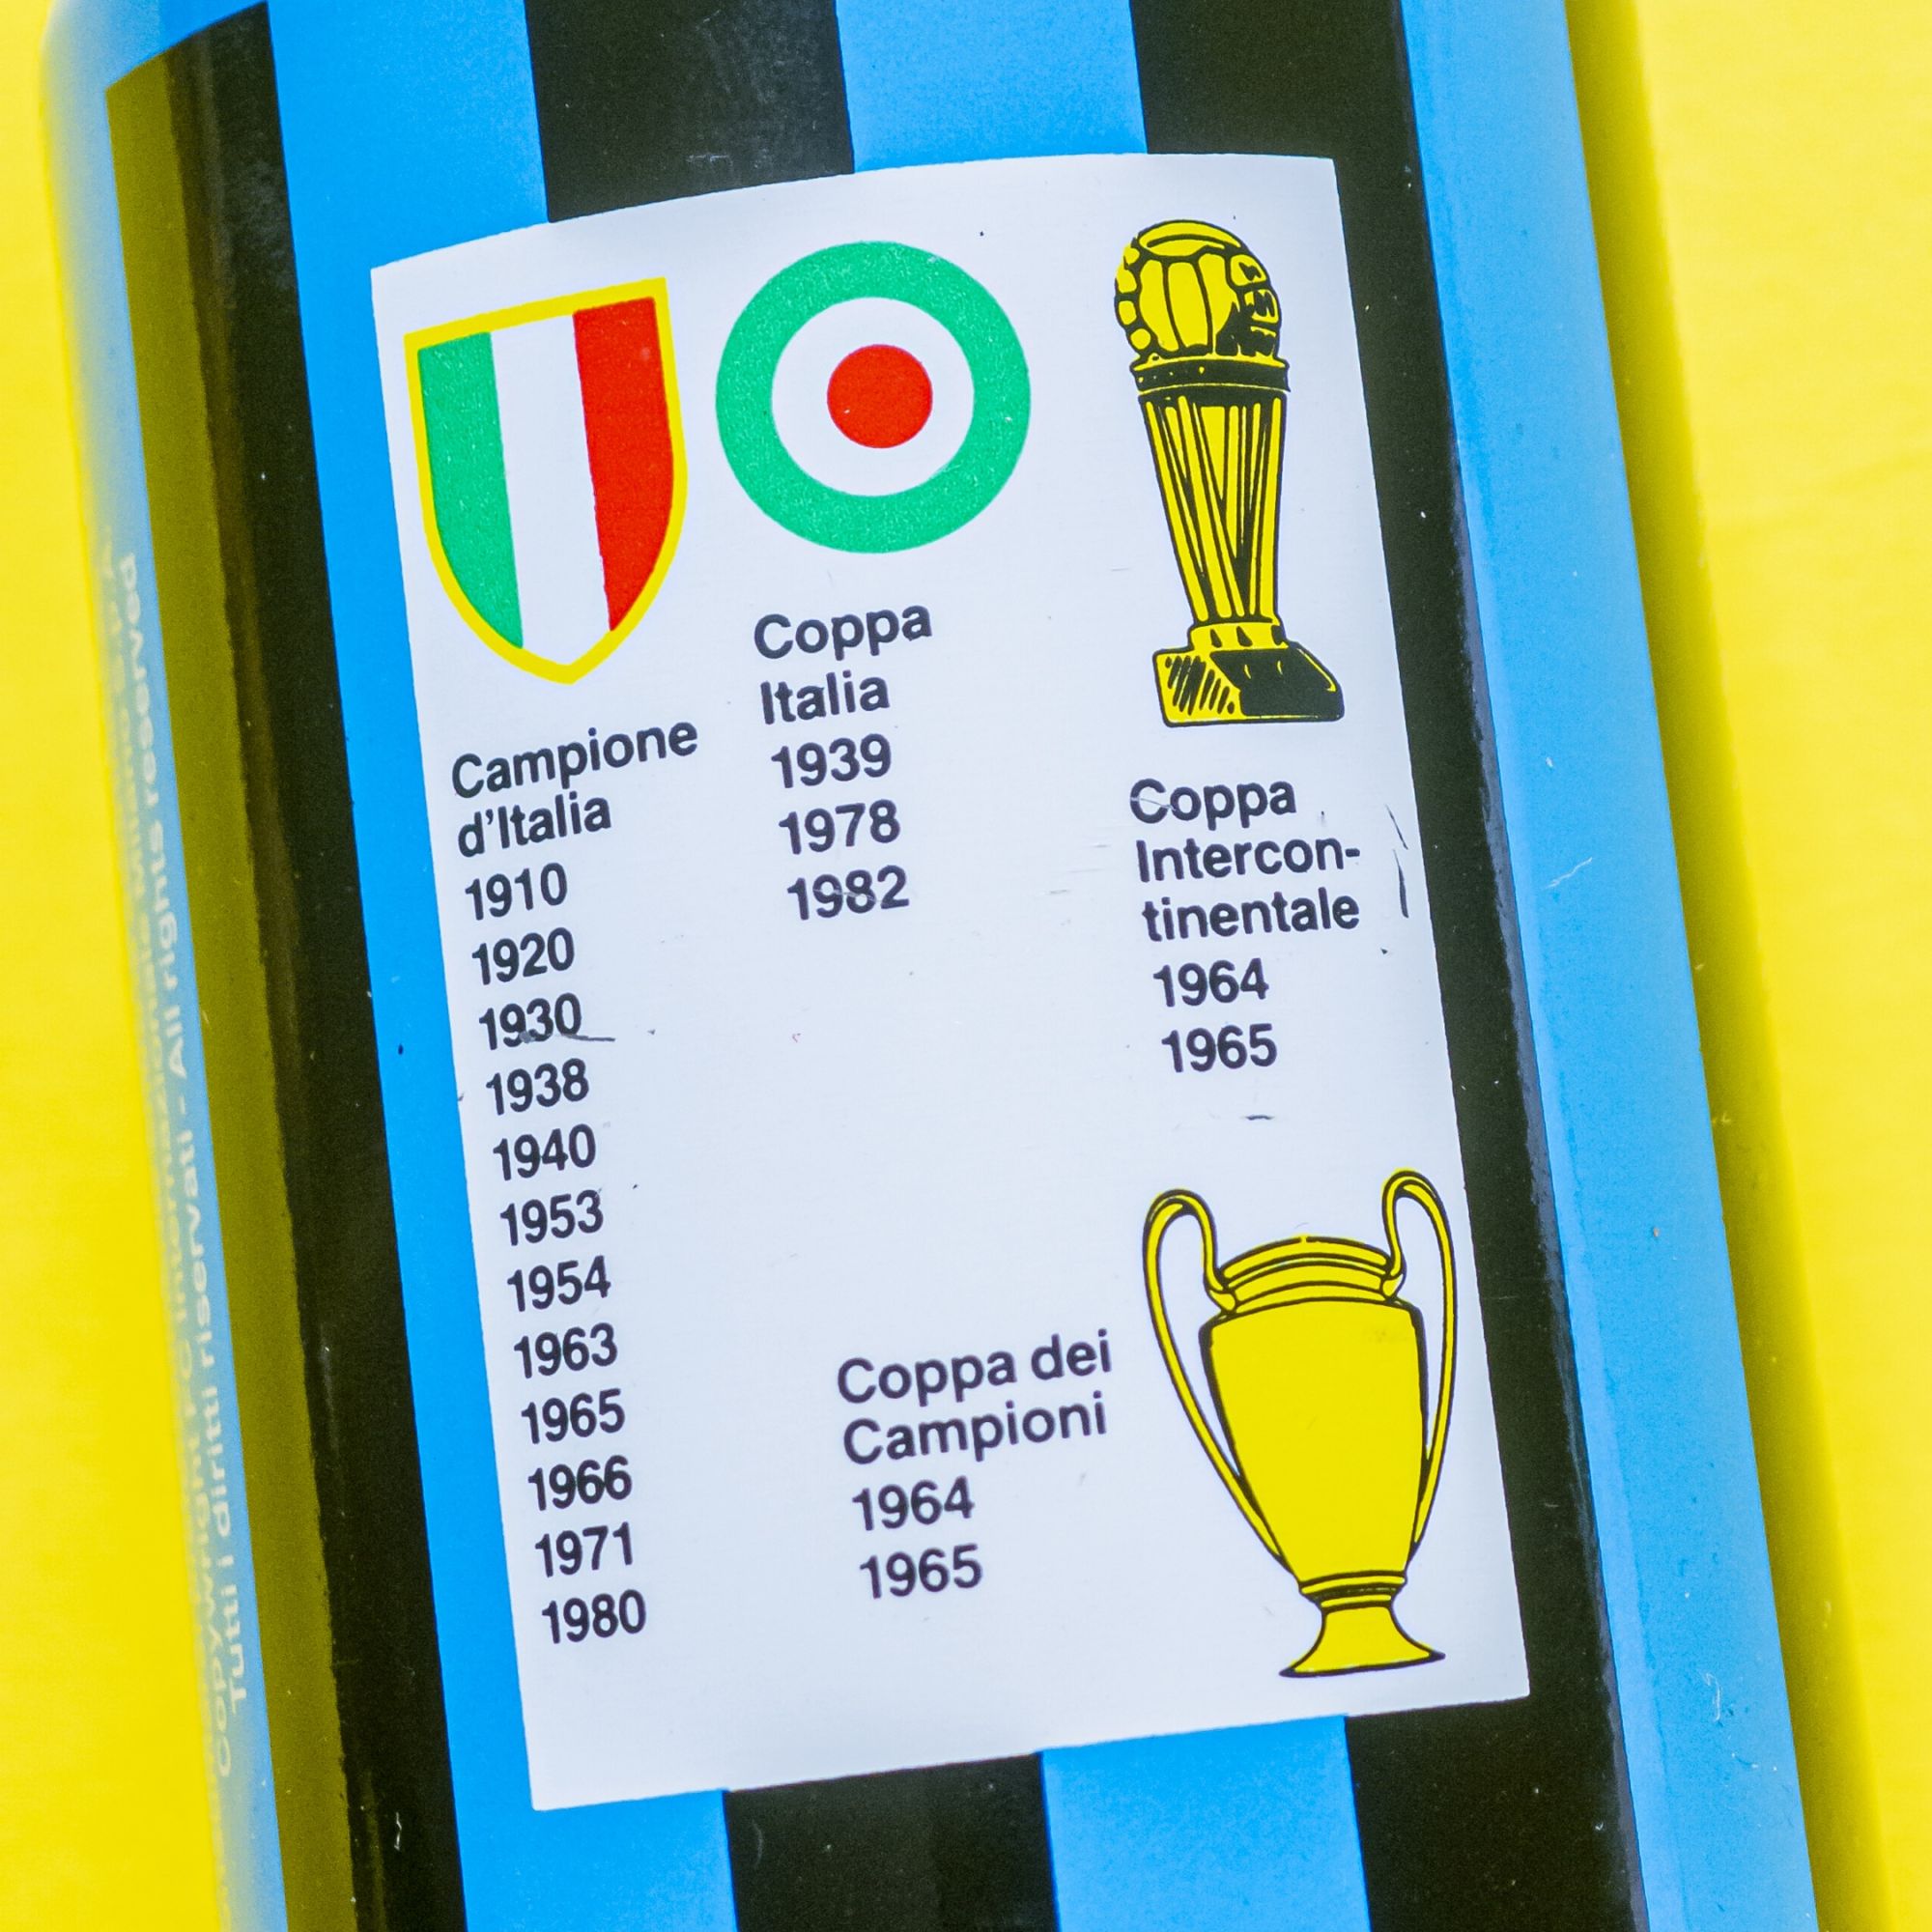 Campione
d'Italia
1910
1920
1930
1938
1940
1953
1954
1963
1965
1966
1971
1980
Coppa
Italia
1939
1978
1982
Coppa
Intercon-
tinentale
1964
1965
Coppa dei
Campioni
1964
1965
Tutti i diritti riservati - All rights reserved